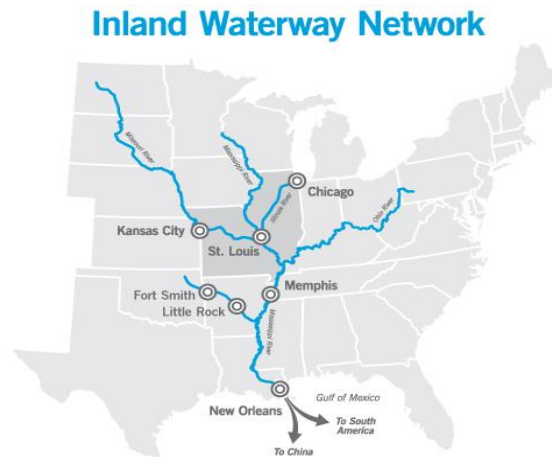 Inland Waterway Network
Missouri River
Mississippi River
Illinois River
Chicago
Ohio River
Kansas City
St. Louis
Fort Smith
Memphis
Little Rock
Mississippi River
New Orleans
Gulf of Mexico
To South
America
To China